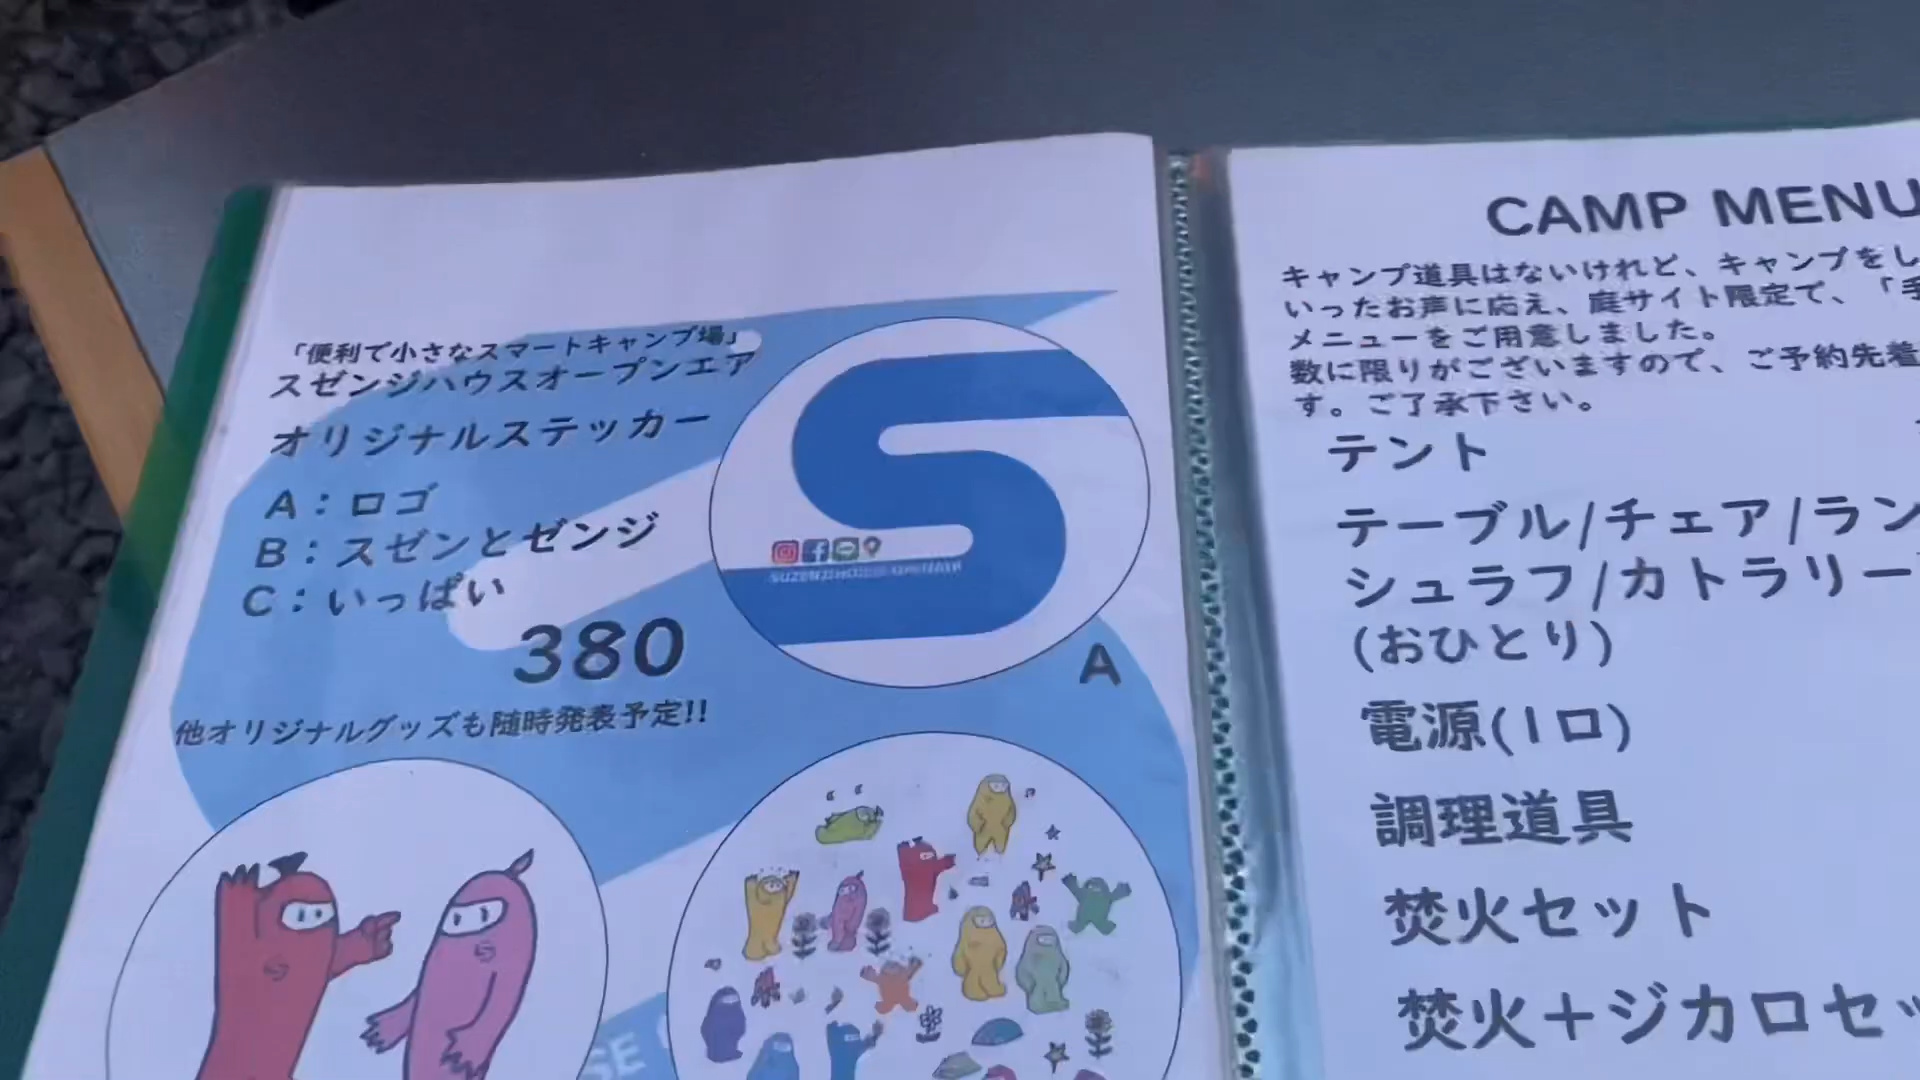 「便利で小さなスマートキャンプ場」
スゼンジハウスオープンエア
オリジナルステッカー
A：ロゴ
B：スゼンとゼンジ
C：いっぱい
380
他オリジナルグッズも随時発表予定!!
SUZENJIHOUSE OPENAIR
A
CAMP MENU
キャンプ道具はないけれど、キャンプをし
いったお声に応え、庭サイト限定で、「手
メニューをご用意しました。
数に限りがございますので、ご予約先着
す。ご了承下さい。
テント
テーブル/チェア/ラン
シュラフ/カトラリー
(おひとり)
電源(1口)
調理道具
焚火セット
焚火+ジカロセッ